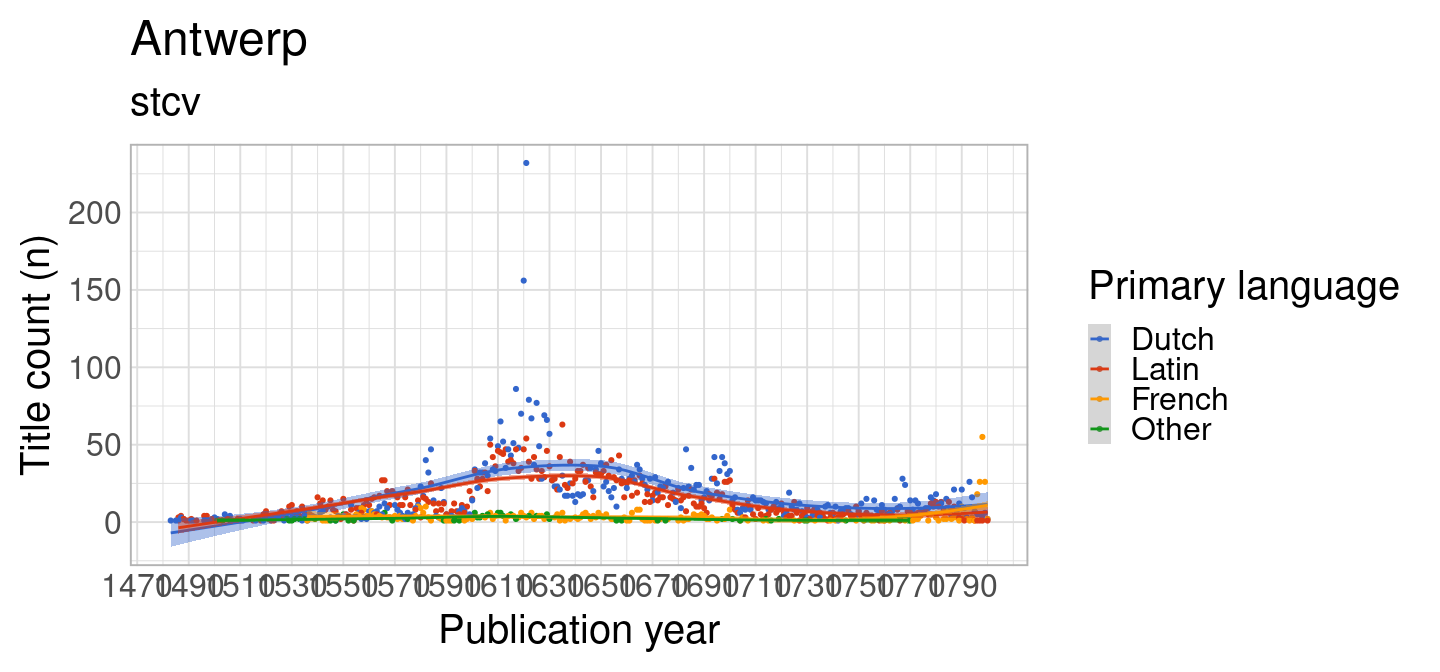 Antwerp
stcv
200
150
100
50
0
1470 1490 1510 1530 1550 1570 1590 1610 1630 1650 1670 1690 1710 1730 1750 1770 1790
Title count (n)
Publication year
Primary language
Dutch
Latin
French
Other